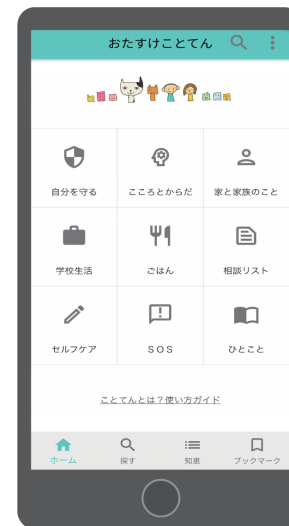 おたすけことてん
自分を守る
こころとからだ
家と家族のこと
学校生活
ごはん
相談リスト
セルフケア
SOS
ひとこと
ことてんとは？使い方ガイド
ホーム
探す
知恵
ブックマーク